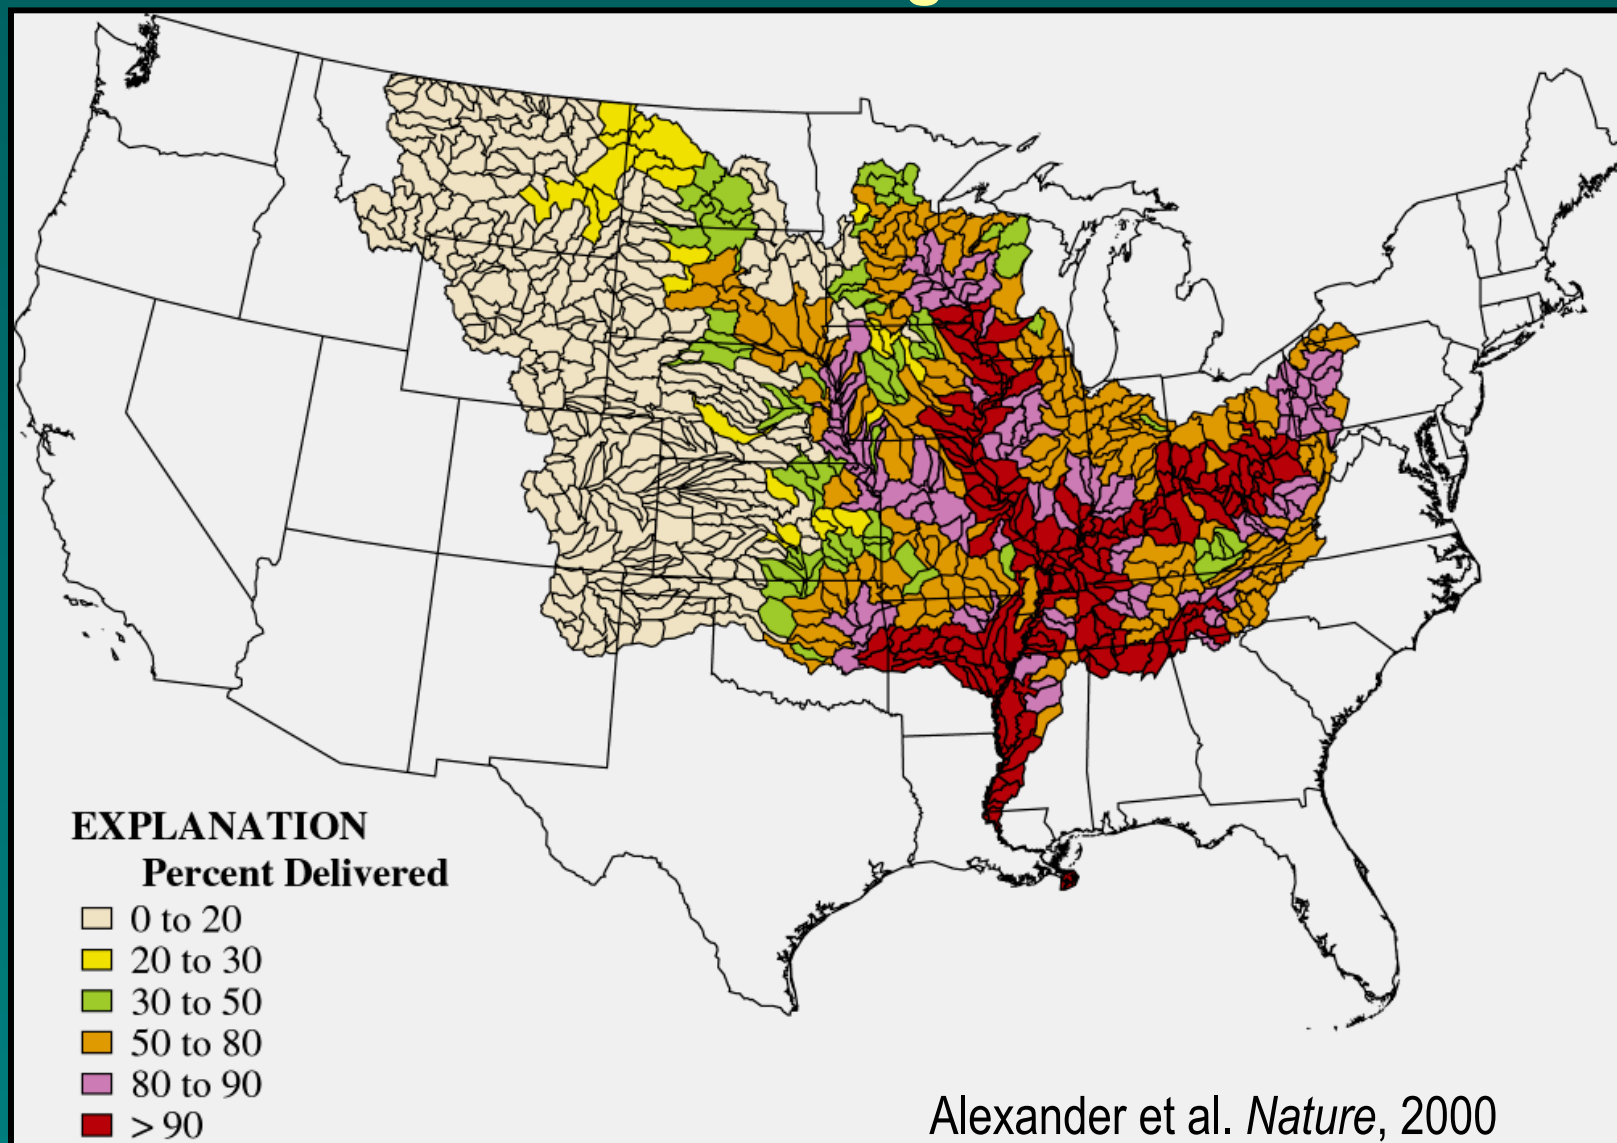 EXPLANATION
Percent Delivered
0 to 20
20 to 30
30 to 50
50 to 80
80 to 90
> 90
Alexander et al. Nature, 2000